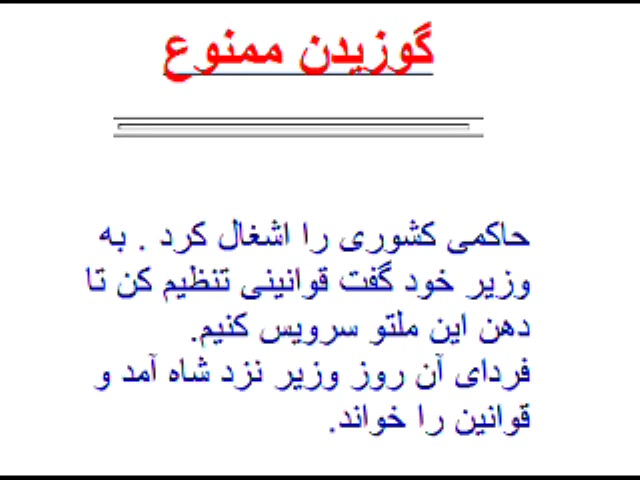 گوزیدن ممنوع
حاکمی کشوری را اشغال کرد . به
وزیر خود گفت قوانینی تنظیم کن تا
دهن این ملتو سرویس کنیم.
فردای آن روز وزیر نزد شاه آمد و
قوانین را خواند.